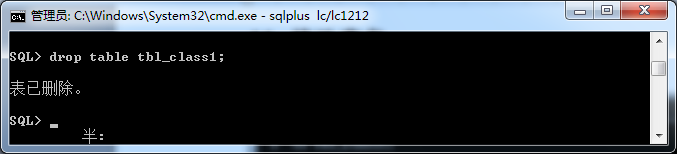 管理员: C:\Windows\System32\cmd.exe - sqlplus lc/lc1212
SQL> drop table tbl_class1;
表已删除。
SQL> _
半: